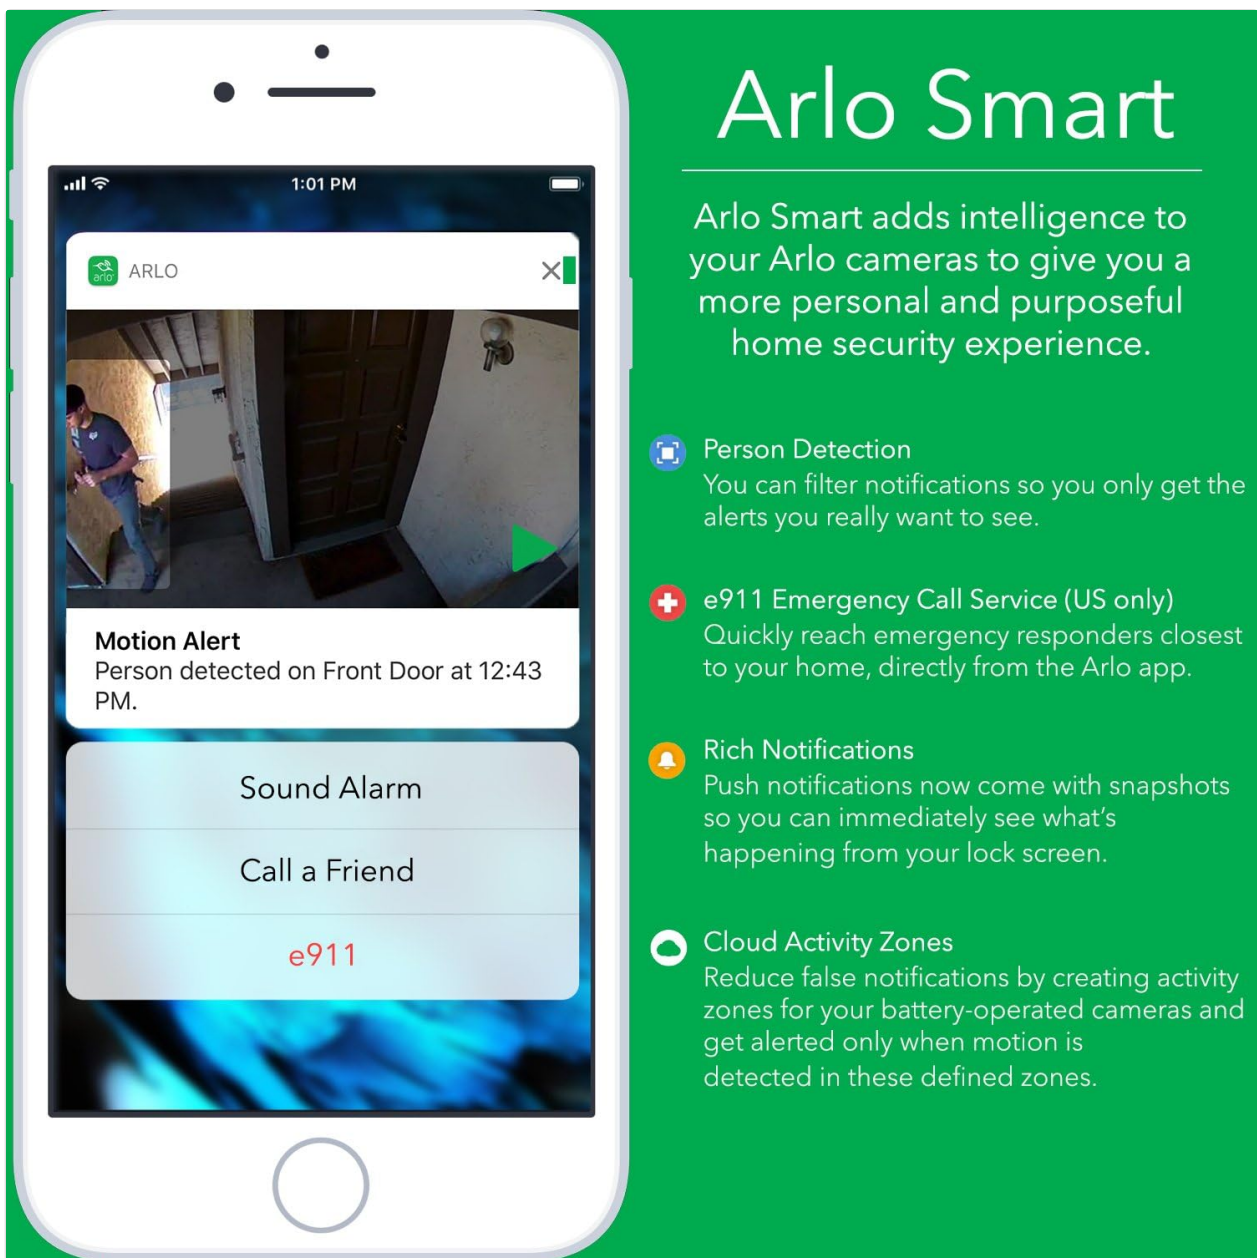 1:01 PM
arlo
ARLO
Motion Alert
Person detected on Front Door at 12:43
PM.
Sound Alarm
Call a Friend
e911
Arlo Smart
Arlo Smart adds intelligence to
your Arlo cameras to give you a
more personal and purposeful
home security experience.
Person Detection
You can filter notifications so you only get the
alerts you really want to see.
e911 Emergency Call Service (US only)
Quickly reach emergency responders closest
to your home, directly from the Arlo app.
Rich Notifications
Push notifications now come with snapshots
so you can immediately see what's
happening from your lock screen.
Cloud Activity Zones
Reduce false notifications by creating activity
zones for your battery-operated cameras and
get alerted only when motion is
detected in these defined zones.